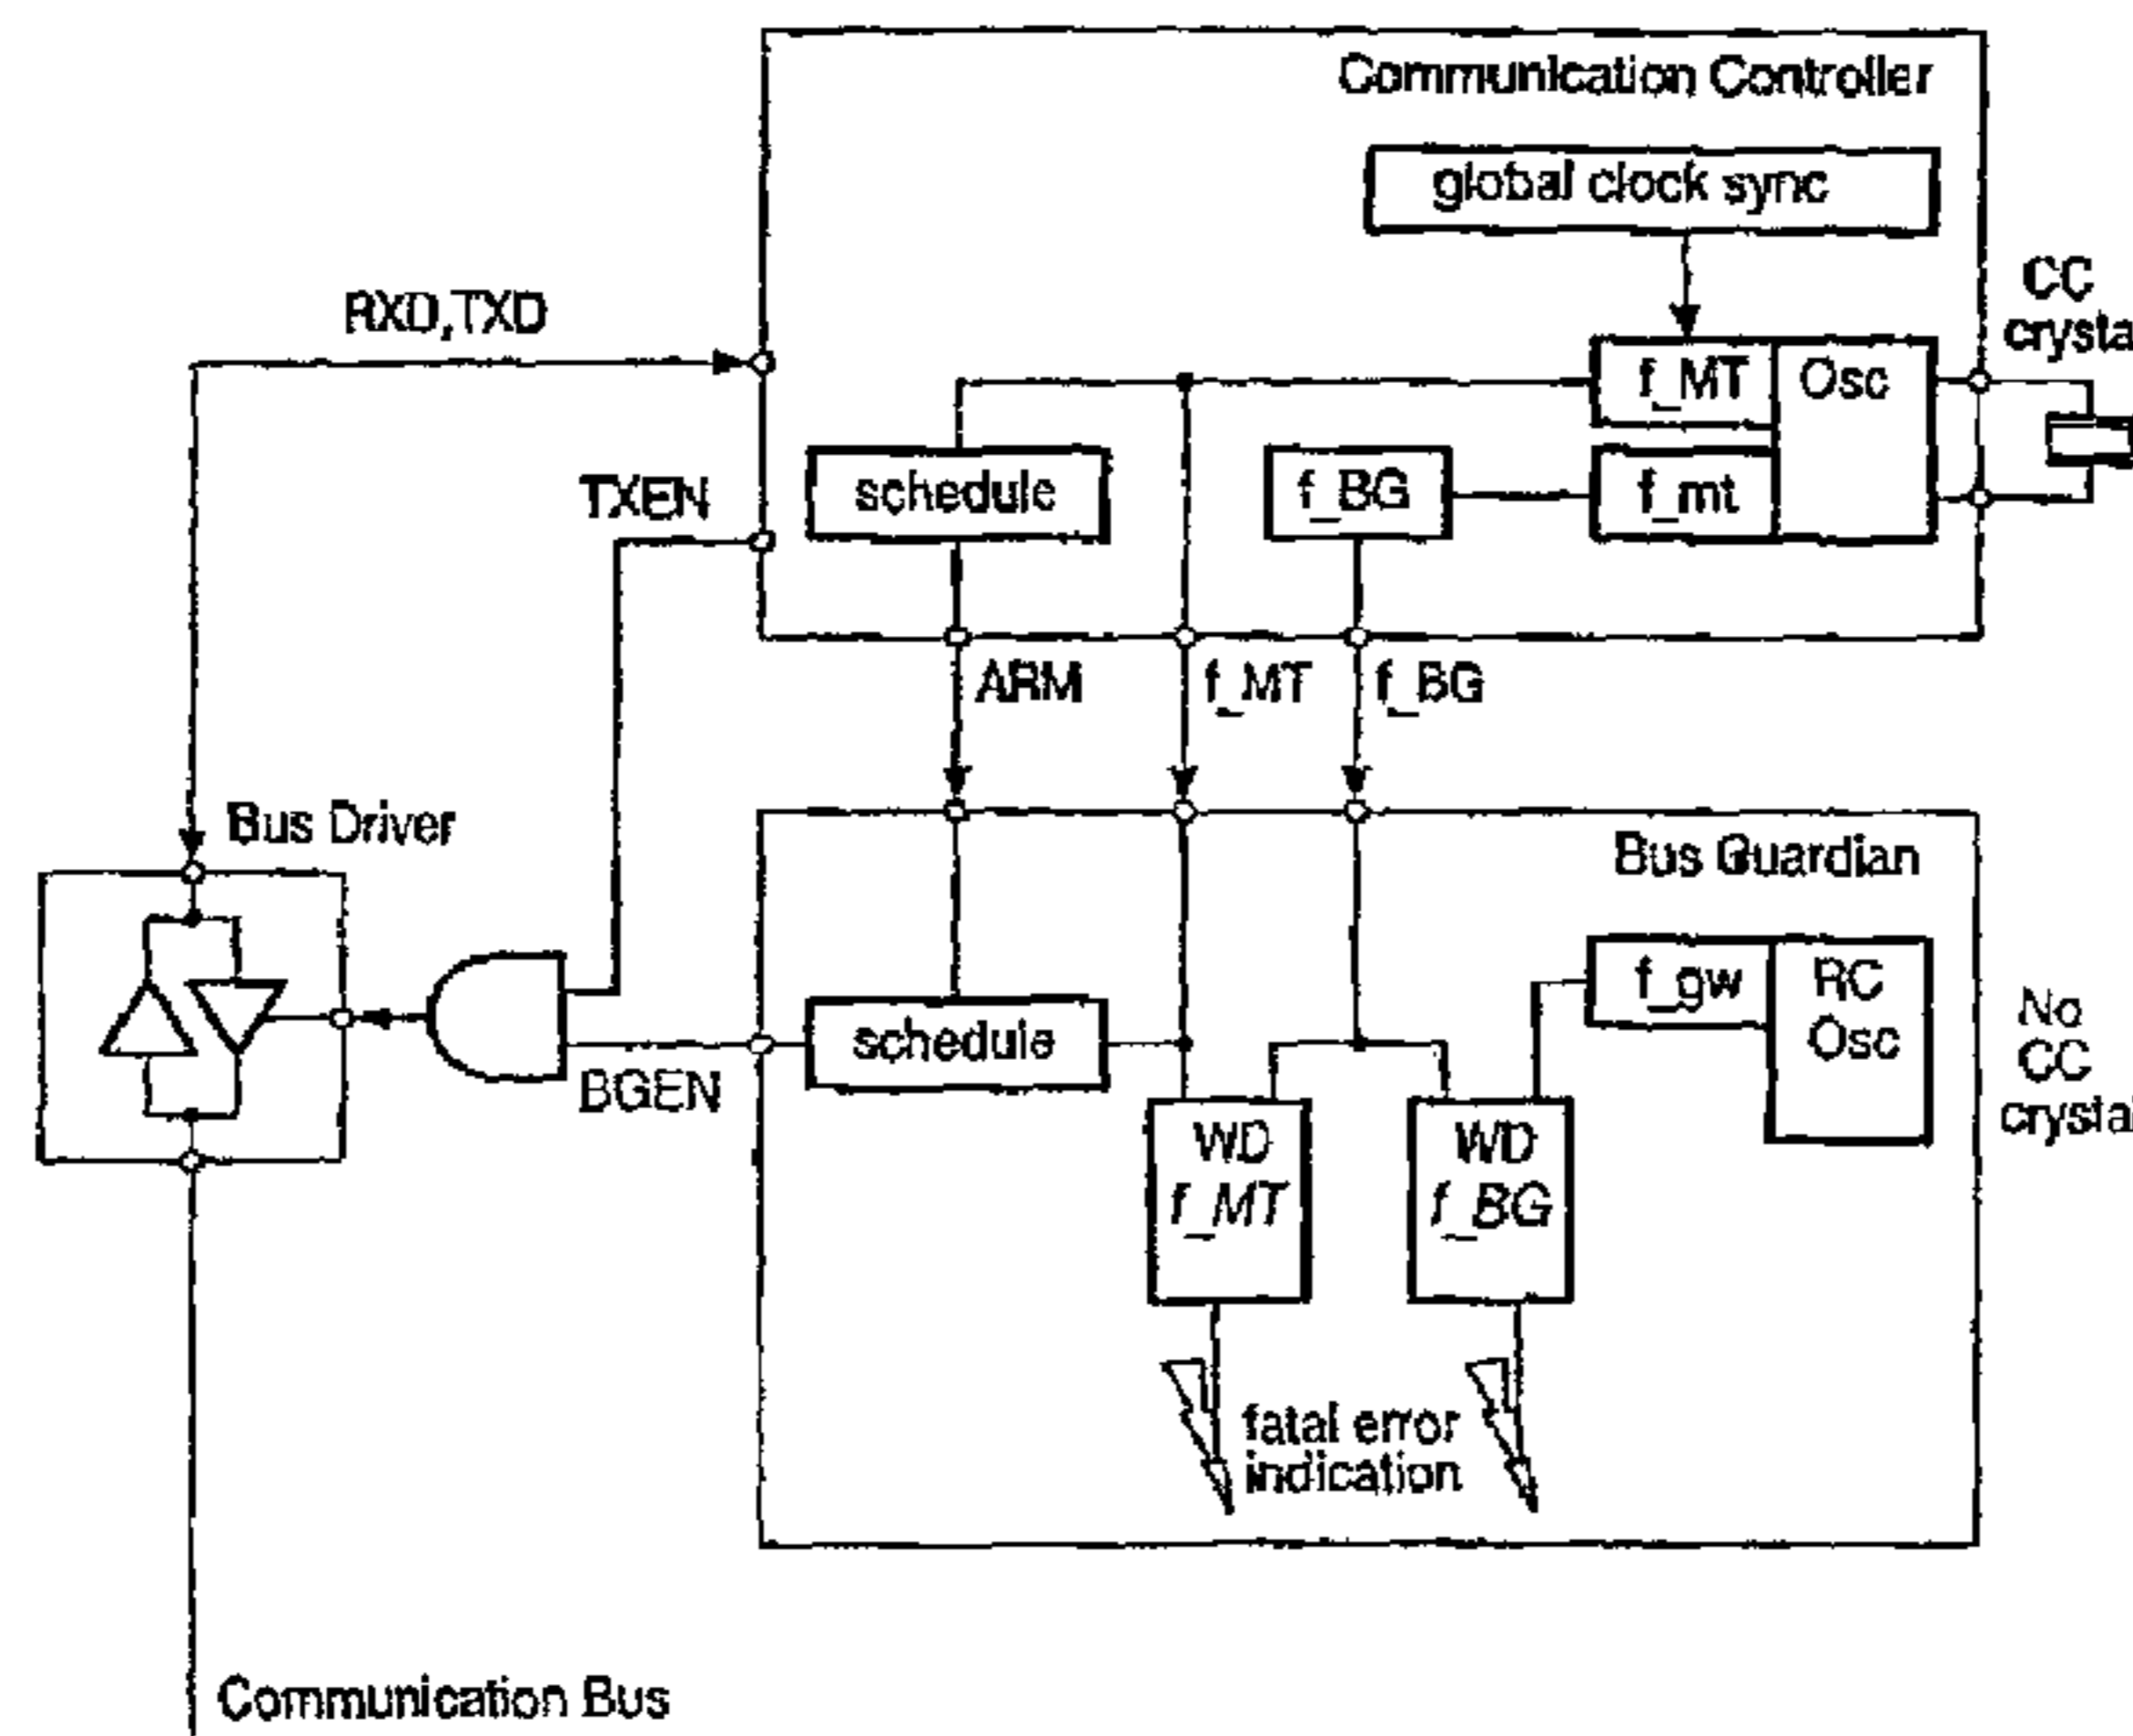 Communication Controller
global clock sync
CC
crysta
RXD,TXD
f_MT
Osc
TXEN
schedule
f_BG
f_mt
ARM
f_MT
f_BG
Bus Driver
Bus Guardian
f_gw
RC
Osc
No
CC
crystal
schedule
BGEN
WD
f_MT
WD
f_BG
fatal error
indication
Communication Bus